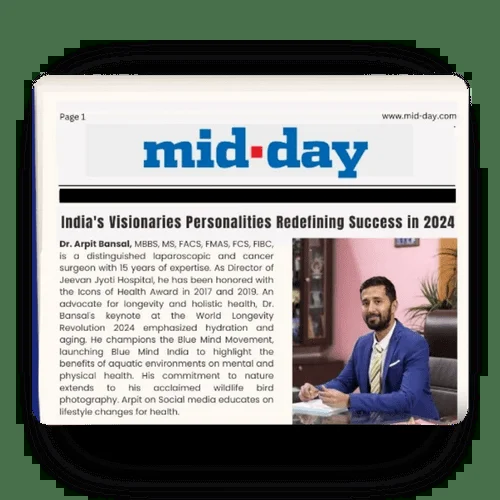 Page 1
www.mid-day.com
mid-day
India's Visionaries Personalities Redefining Success in 2024
Dr. Arpit Bansal, MBBS, MS, FACS, FMAS, FCS, FIBC,
is a distinguished laparoscopic and cancer
surgeon with 15 years of expertise. As Director of
Jeevan Jyoti Hospital, he has been honored with
the Icons of Health Award in 2017 and 2019. An
advocate for longevity and holistic health, Dr.
Bansal's keynote at the World Longevity
Revolution 2024 emphasized hydration and
aging. He champions the Blue Mind Movement,
launching Blue Mind India to highlight the
benefits of aquatic environments on mental and
physical health. His commitment to nature
extends to his acclaimed wildlife bird
photography. Arpit on Social media educates on
lifestyle changes for health.